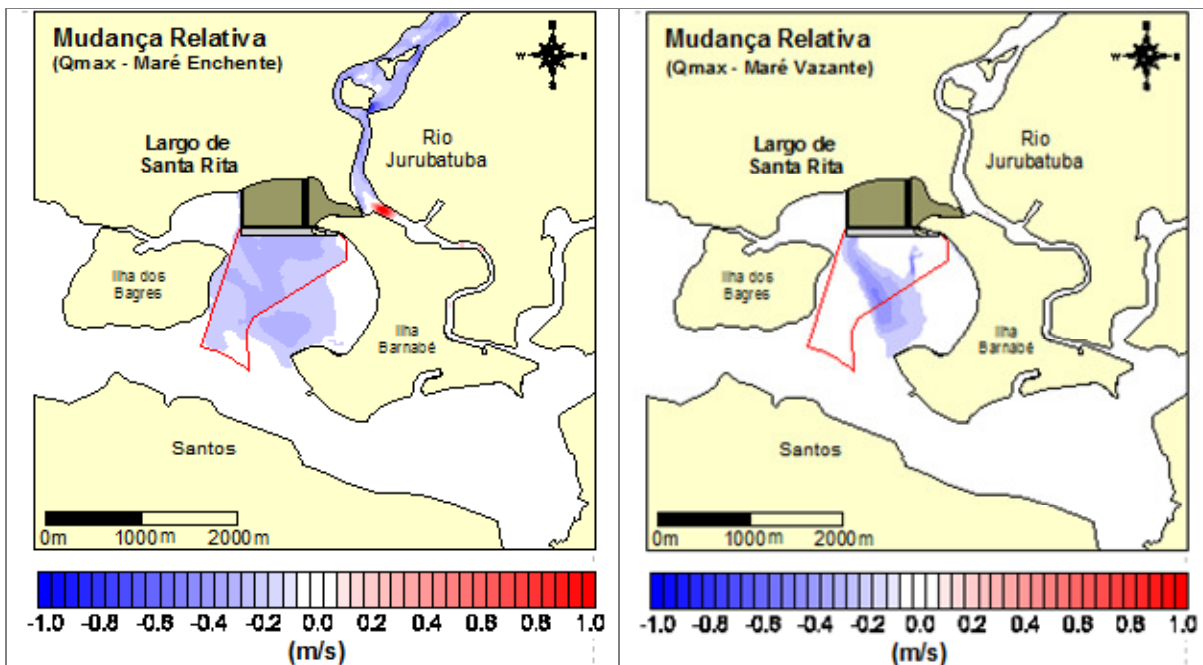 Mudança Relativa
(Qmax - Maré Enchente)
Largo de
Santa Rita
Rio
Jurubatuba
Ilha dos
Bagres
Ilha
Barnabé
Santos
0m 1000m 2000m
-1.0 -0.8 -0.6 -0.4 -0.2 0.0 0.2 0.4 0.6 0.8 1.0
(m/s)
Mudança Relativa
(Qmax - Maré Vazante)
Largo de
Santa Rita
Rio
Jurubatuba
Ilha dos
Bagres
Ilha
Barnabé
Santos
0m 1000m 2000m
-1.0 -0.8 -0.6 -0.4 -0.2 0.0 0.2 0.4 0.6 0.8 1.0
(m/s)